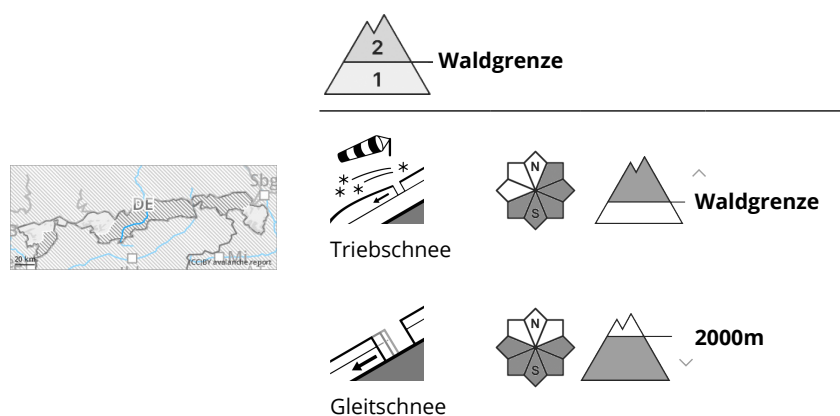 2
Waldgrenze
1
N
S
Waldgrenze
Triebschnee
Sbg
DE
20 km
(CC)BY avalanche.report
N
S
2000m
Gleitschnee